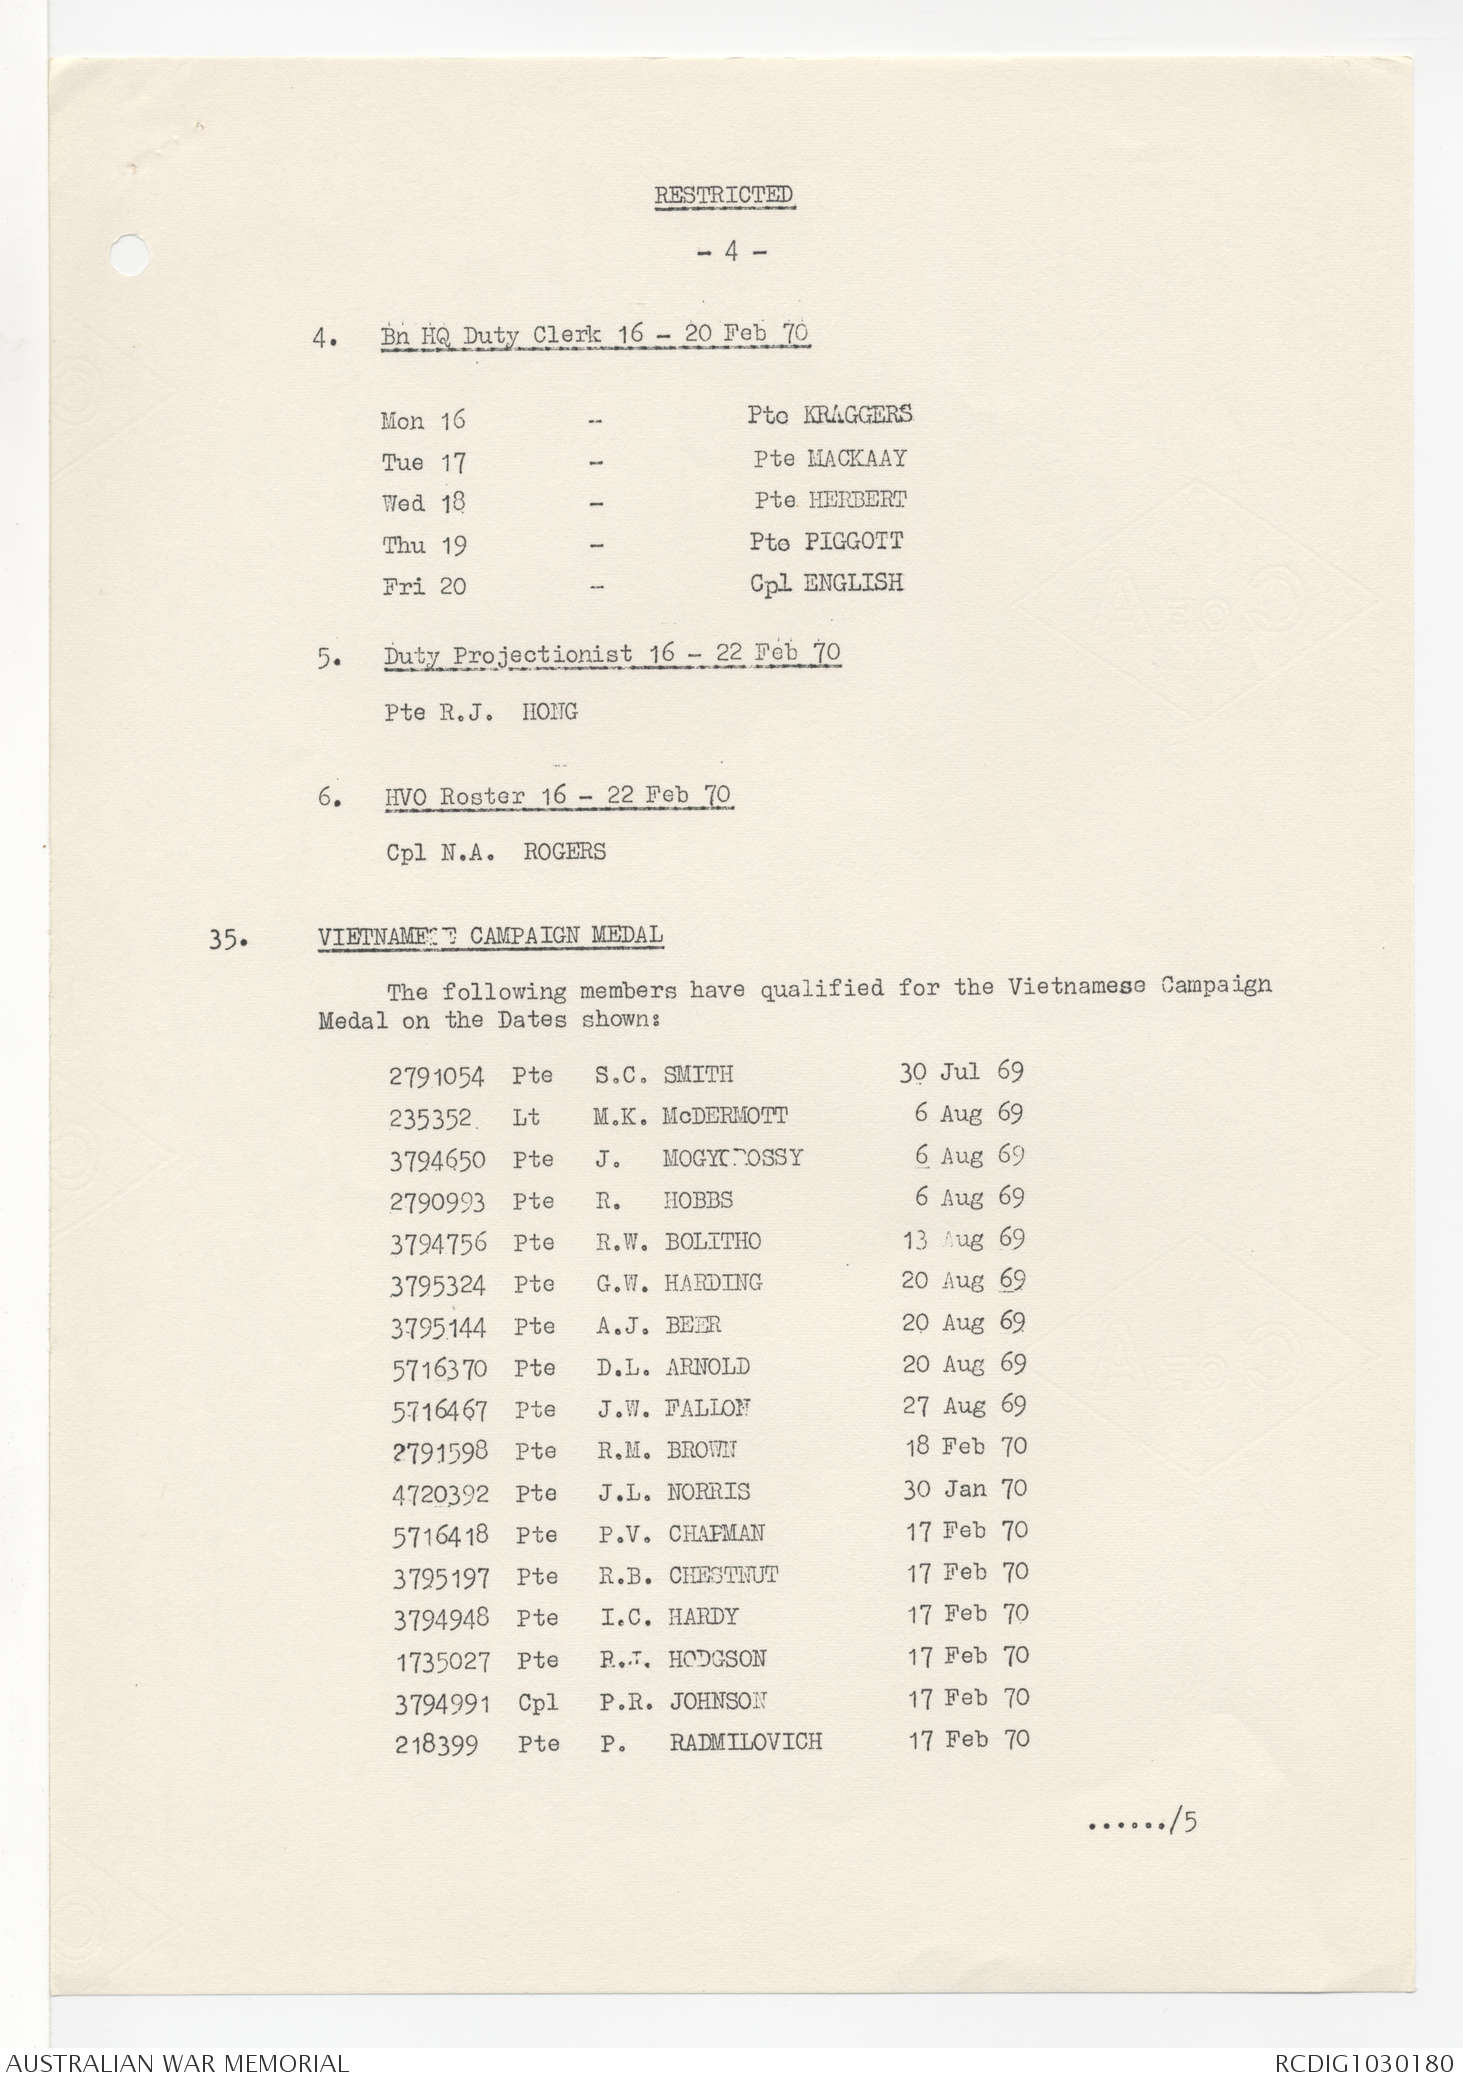 RESTRICTED
- 4 -
4. Bn HQ Duty Clerk 16 - 20 Feb 70
Mon 16 - Pte KRAGGERS
Tue 17 - Pte MACKAAY
Wed 18 - Pte HERBERT
Thu 19 - Pte PIGGOTT
Fri 20 - Cpl ENGLISH
5. Duty Projectionist 16 - 22 Feb 70
Pte R.J. HONG
6. HVO Roster 16 - 22 Feb 70
Cpl N.A. ROGERS
35. VIETNAMESE CAMPAIGN MEDAL
The following members have qualified for the Vietnamese Campaign
Medal on the Dates shown:
2791054 Pte S.C. SMITH 30 Jul 69
235352 Lt M.K. McDERMOTT 6 Aug 69
3794650 Pte J. 6 Aug 69
2790993 Pte R. HOBBS 6 Aug 69
3794756 Pte R.W. BOLITHO 13 Aug 69
3795324 Pte G.W. HARDING 20 Aug 69
3795144 Pte A.J. BEER 20 Aug 69
5716370 Pte D.L. ARNOLD 20 Aug 69
5716467 Pte J.W. FALLON 27 Aug 69
2791598 Pte R.M. BROWN 18 Feb 70
4720392 Pte J.L. NORRIS 30 Jan 70
5716418 Pte P.V. CHAPMAN 17 Feb 70
3795197 Pte R.B. CHESTNUT 17 Feb 70
3794948 Pte I.C. HARDY 17 Feb 70
1735027 Pte R.J. HODGSON 17 Feb 70
3794991 Cpl P.R. JOHNSON 17 Feb 70
218399 Pte P. RADMILOVICH 17 Feb 70
....../5
AUSTRALIAN WAR MEMORIAL
RCDIG1030180